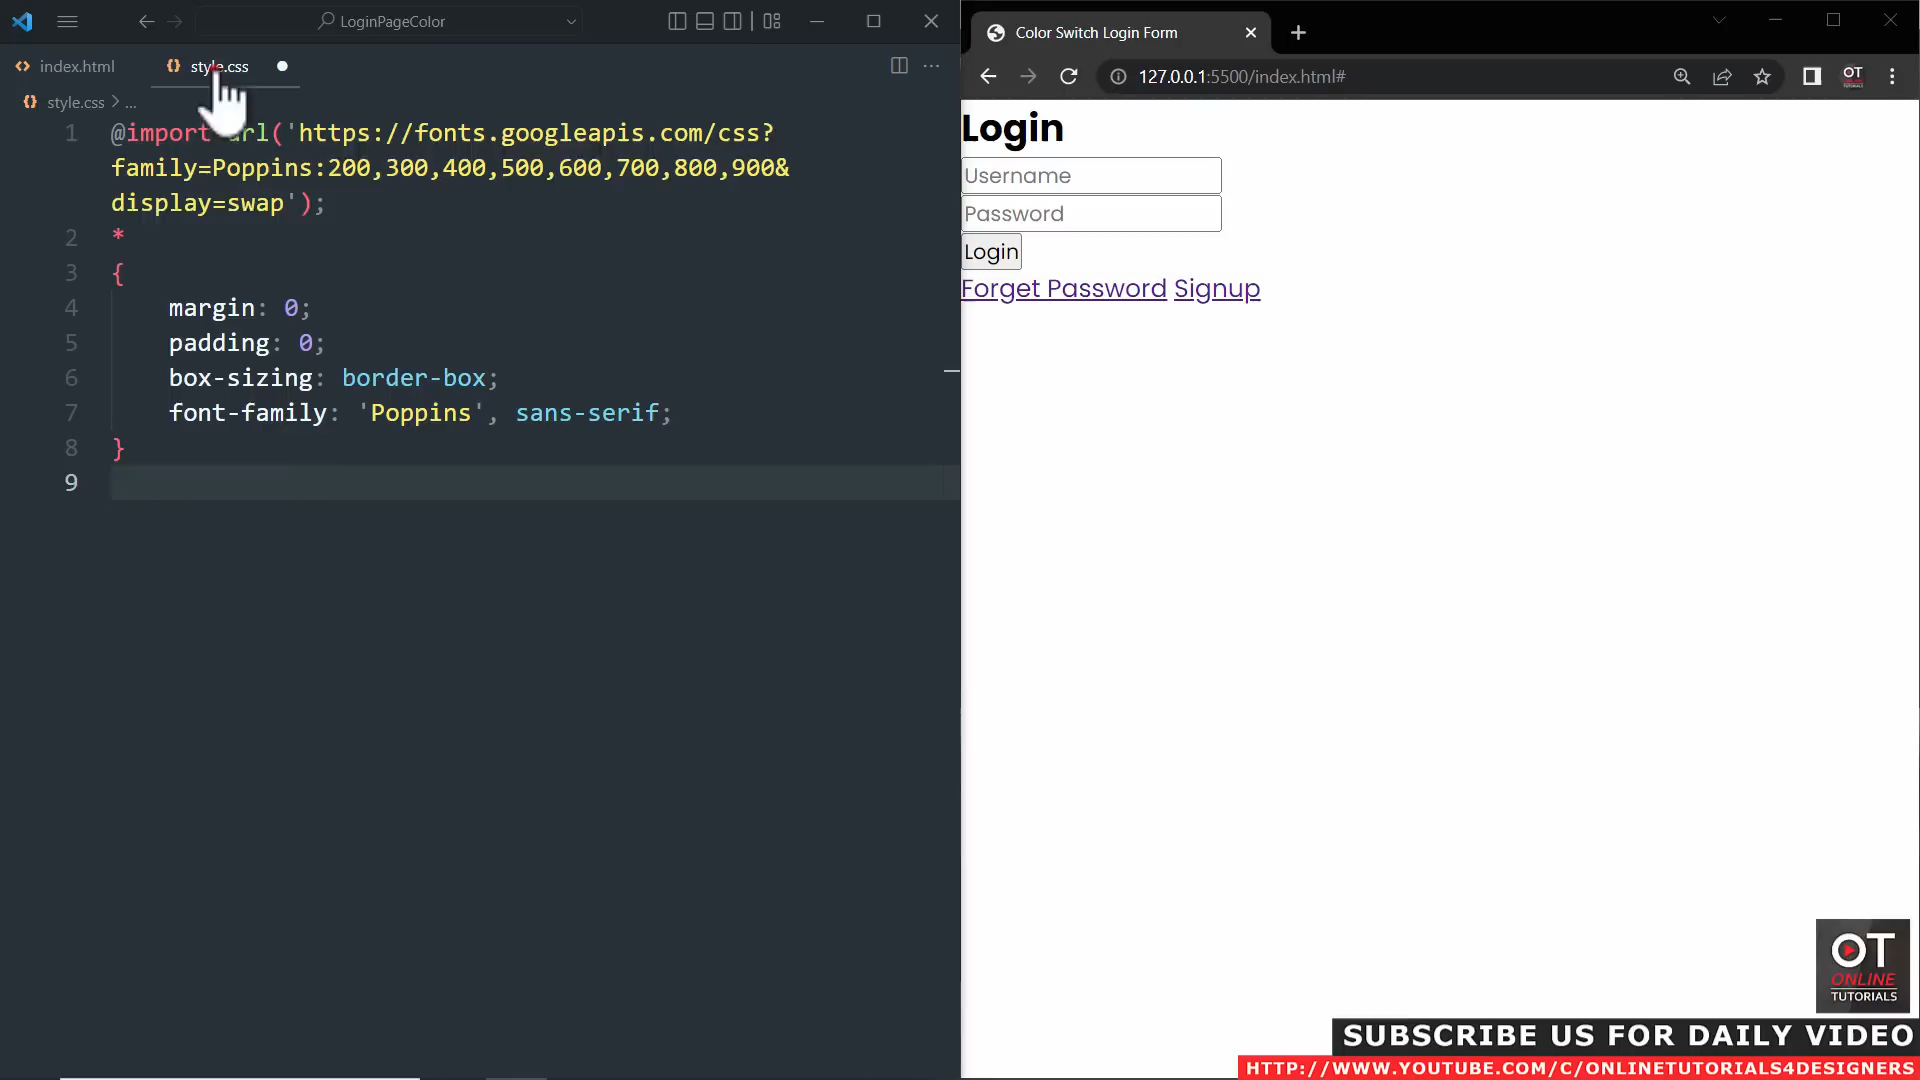 LoginPageColor
index.html
style.css
style.css > ...
1 @import url('https://fonts.googleapis.com/css?
family=Poppins:200,300,400,500,600,700,800,900&
display=swap');
2 *
3 {
4 margin: 0;
5 padding: 0;
6 box-sizing: border-box;
7 font-family: 'Poppins', sans-serif;
8 }
9
Color Switch Login Form
127.0.0.1:5500/index.html#
OT
Login
Username
Password
Login
Forget Password Signup
OT
ONLINE
TUTORIALS
SUBSCRIBE US FOR DAILY VIDEO
HTTP://WWW.YOUTUBE.COM/C/ONLINETUTORIALS4DESIGNERS